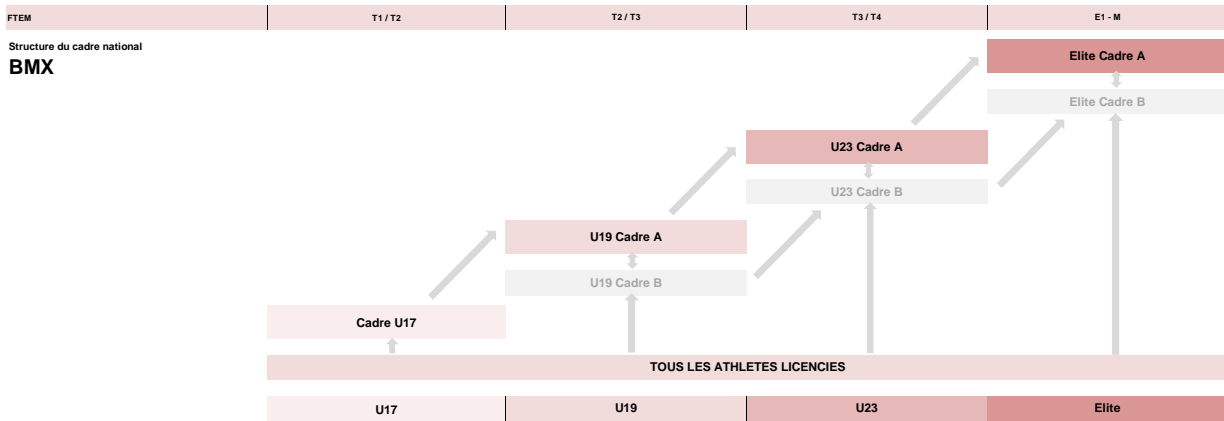 FTEM
T1 / T2
T2 / T3
T3 / T4
E1 - M
Structure du cadre national
BMX
Elite Cadre A
Elite Cadre B
U23 Cadre A
U23 Cadre B
U19 Cadre A
U19 Cadre B
Cadre U17
TOUS LES ATHLETES LICENCIES
U17
U19
U23
Elite